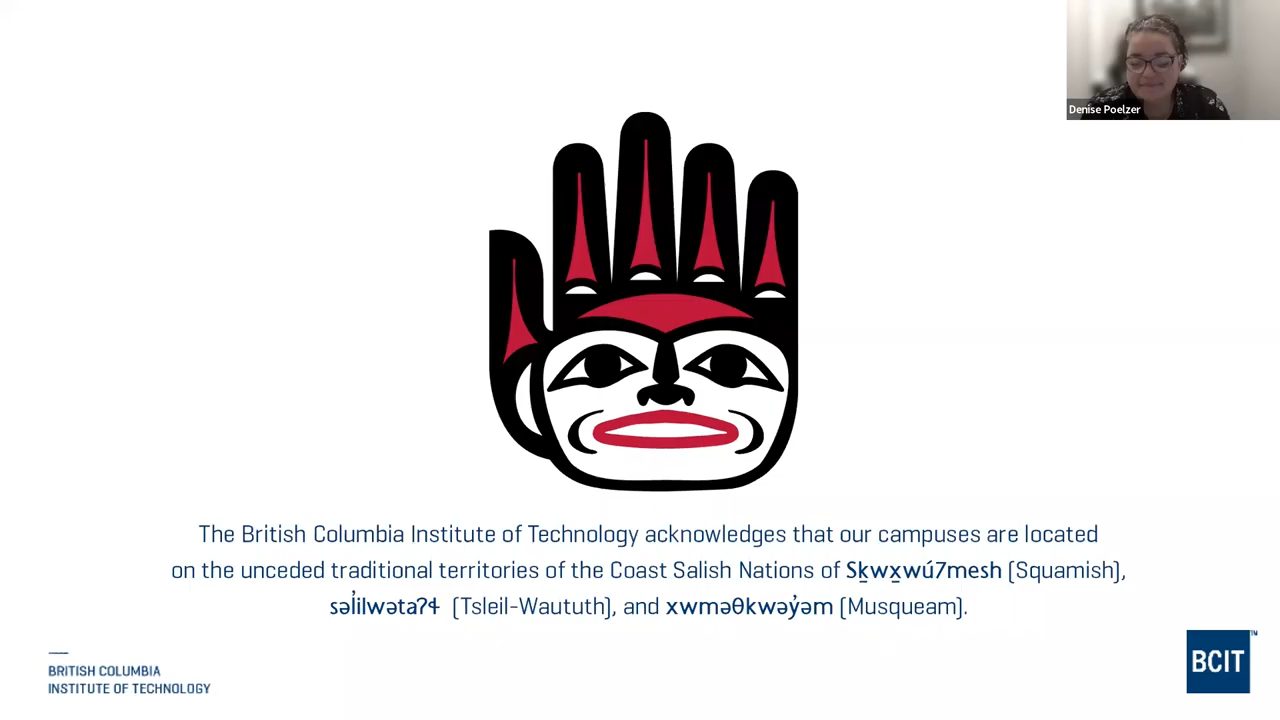 Denise Poelzer
The British Columbia Institute of Technology acknowledges that our campuses are located
on the unceded traditional territories of the Coast Salish Nations of Sḵwx̱wú7mesh (Squamish),
səl̓ilwətaʔɬ (Tsleil-Waututh), and xwməθkwəy̓əm (Musqueam).
BRITISH COLUMBIA
INSTITUTE OF TECHNOLOGY
BCIT™